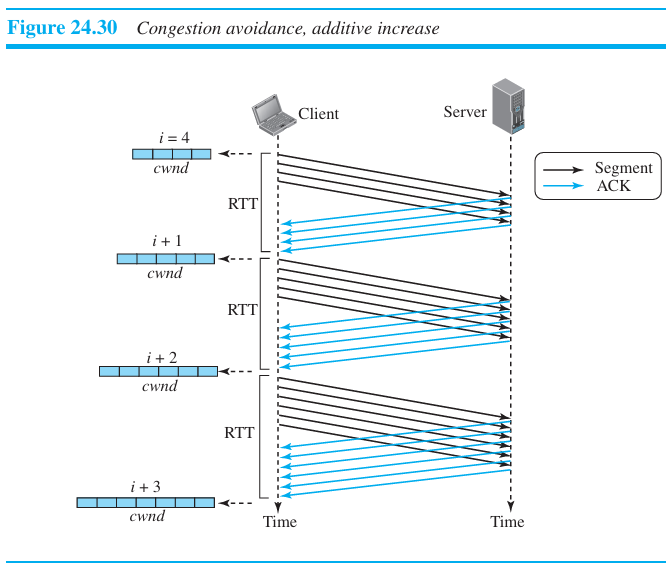 Figure 24.30 Congestion avoidance, additive increase
Client
Server
i = 4
cwnd
Segment
ACK
RTT
i + 1
cwnd
RTT
i + 2
cwnd
RTT
i + 3
cwnd
Time
Time